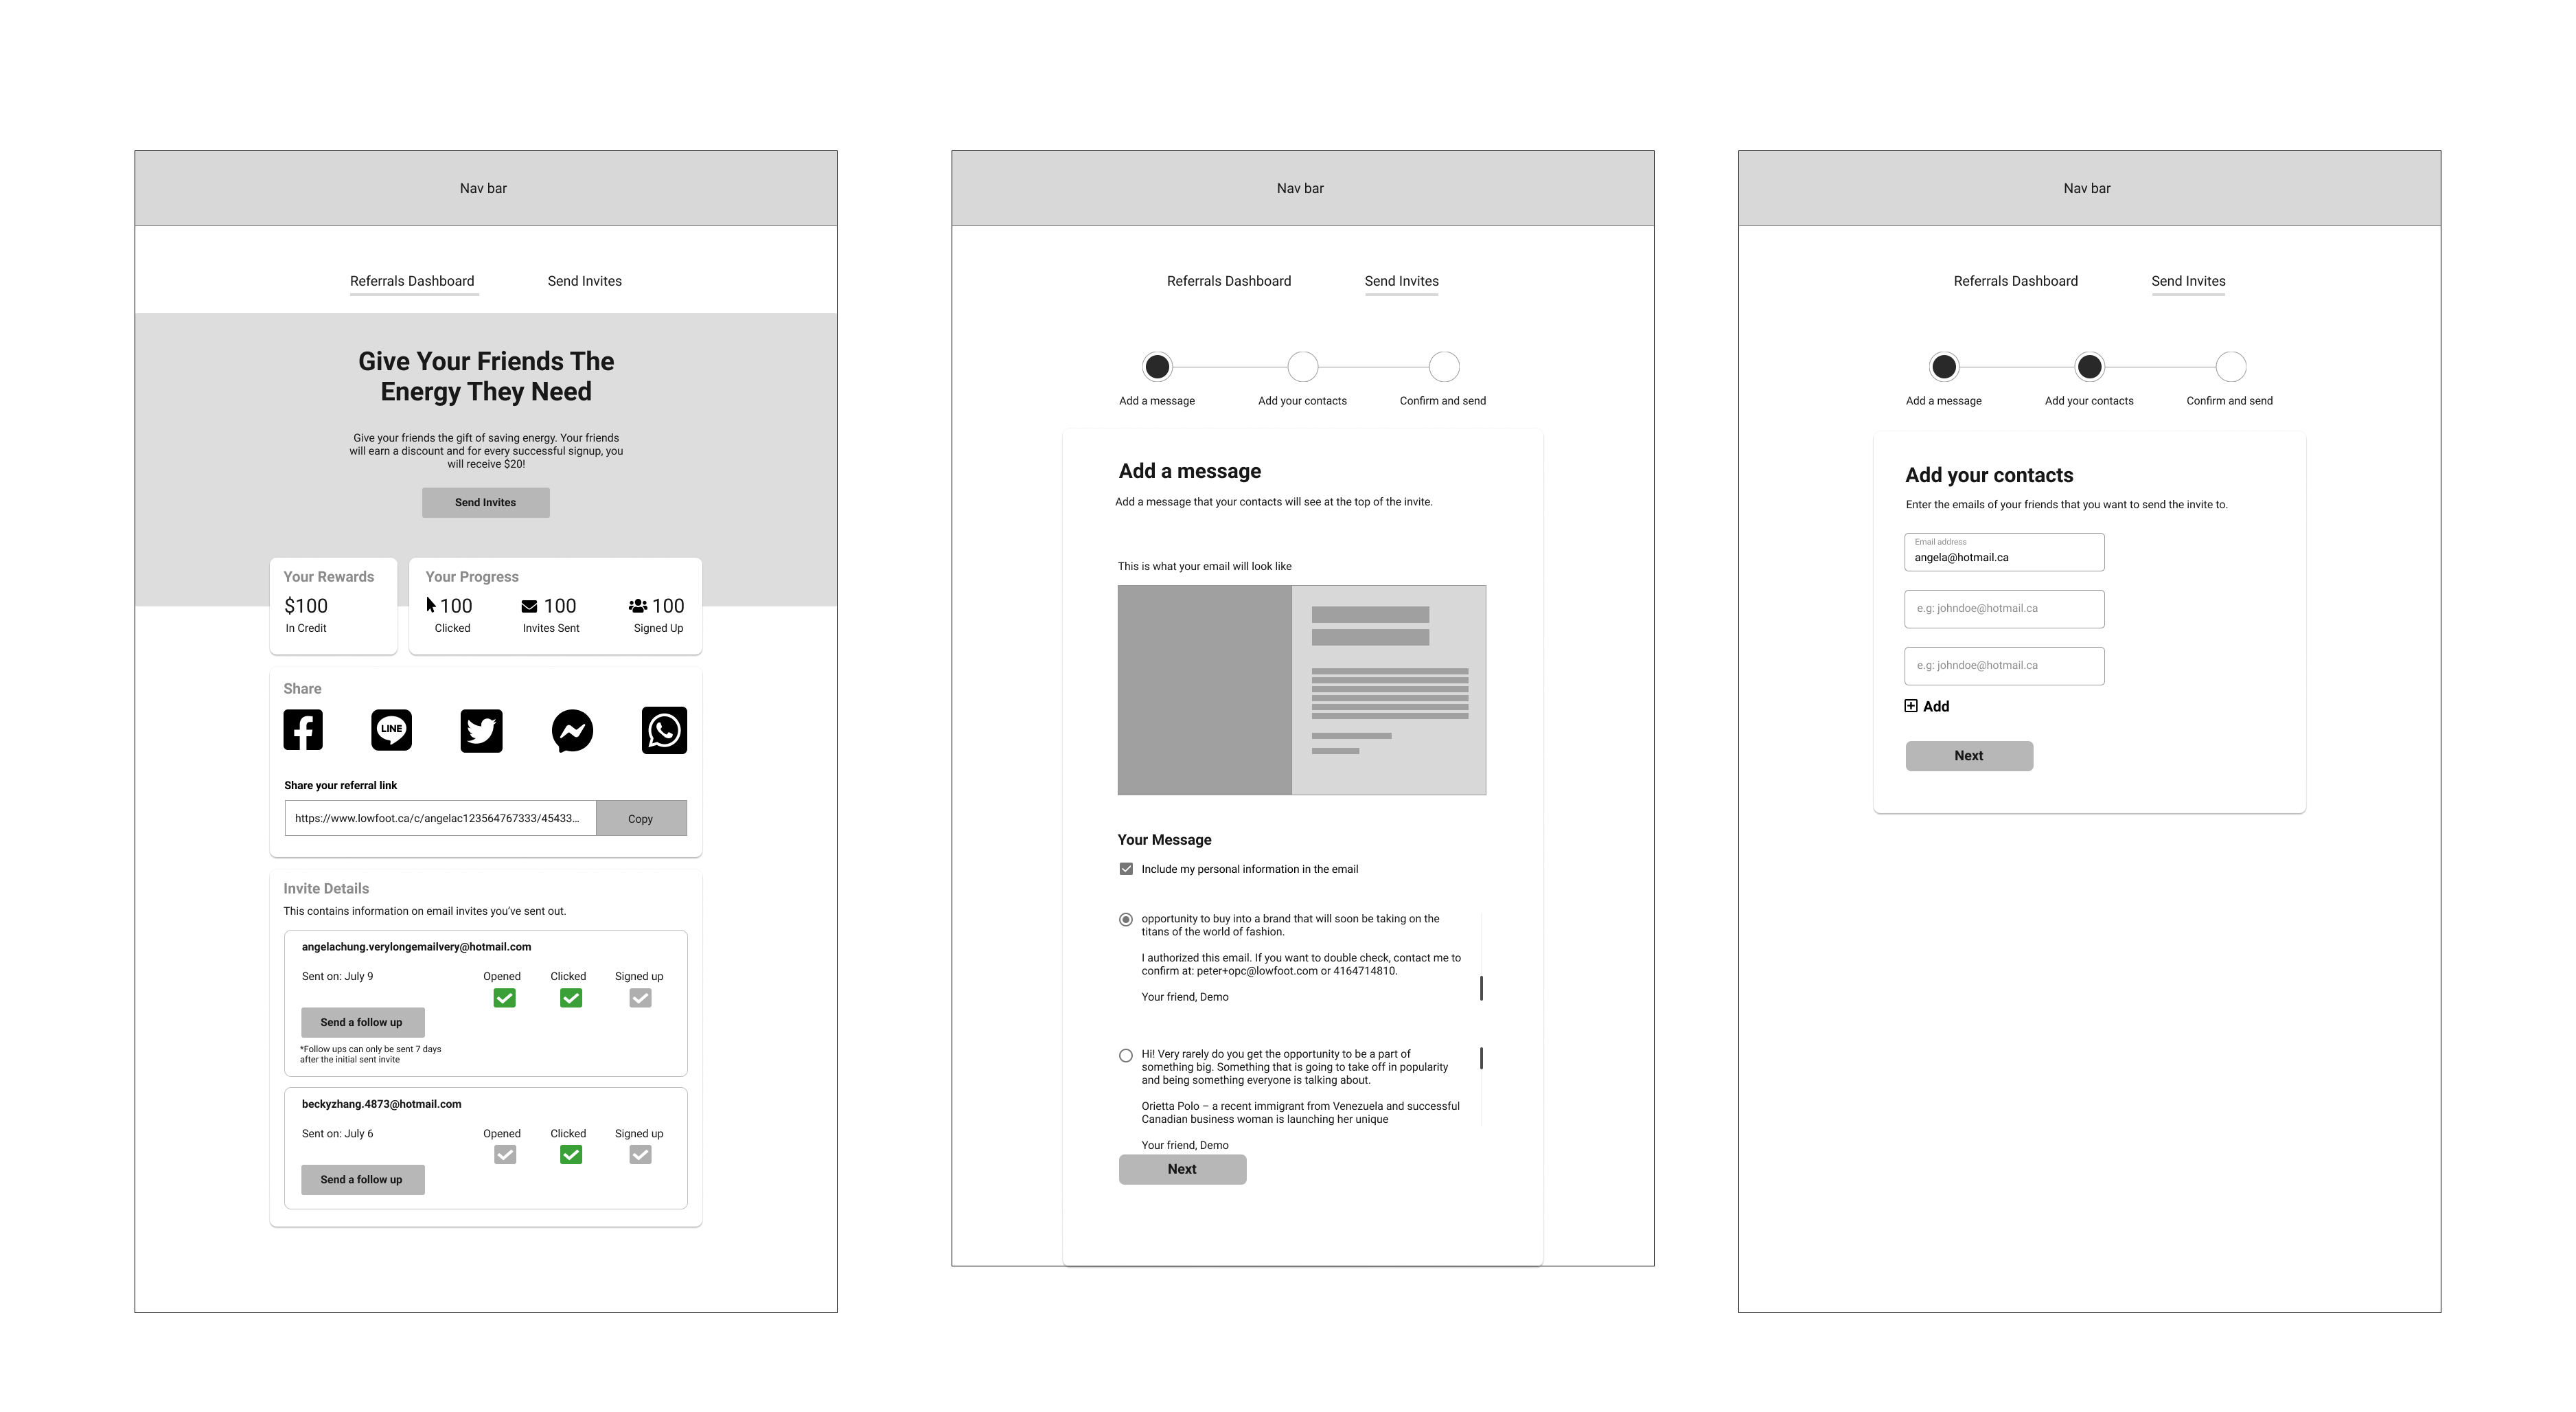 Nav bar
Referrals Dashboard
Send Invites
Give Your Friends The
Energy They Need
Give your friends the gift of saving energy. Your friends
will earn a discount and for every successful signup, you
will receive $20!
Send Invites
Your Rewards
$100
In Credit
Your Progress
100
Clicked
100
Invites Sent
100
Signed Up
Share
LINE
Share your referral link
https://www.lowfoot.ca/c/angelac123564767333/45433...
Copy
Invite Details
This contains information on email invites you've sent out.
angelachung.verylongemailvery@hotmail.com
Sent on: July 9
Opened
Clicked
Signed up
Send a follow up
*Follow ups can only be sent 7 days
after the initial sent invite
beckyzhang.4873@hotmail.com
Sent on: July 6
Opened
Clicked
Signed up
Send a follow up
Nav bar
Referrals Dashboard
Send Invites
Add a message
Add your contacts
Confirm and send
Add a message
Add a message that your contacts will see at the top of the invite.
This is what your email will look like
Your Message
Include my personal information in the email
opportunity to buy into a brand that will soon be taking on the
titans of the world of fashion.
I authorized this email. If you want to double check, contact me to
confirm at: peter+opc@lowfoot.com or 4164714810.
Your friend, Demo
Hi! Very rarely do you get the opportunity to be a part of
something big. Something that is going to take off in popularity
and being something everyone is talking about.
Orietta Polo – a recent immigrant from Venezuela and successful
Canadian business woman is launching her unique
Your friend, Demo
Next
Nav bar
Referrals Dashboard
Send Invites
Add a message
Add your contacts
Confirm and send
Add your contacts
Enter the emails of your friends that you want to send the invite to.
Email address
angela@hotmail.ca
e.g: johndoe@hotmail.ca
e.g: johndoe@hotmail.ca
Add
Next